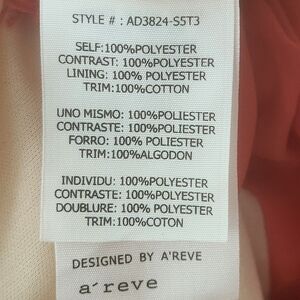 STYLE # : AD3824-S5T3
SELF:100%POLYESTER
CONTRAST: 100%POLYESTER
LINING: 100% POLYESTER
TRIM:100%COTTON
UNO MISMO: 100%POLIESTER
CONTRASTE: 100%POLIESTER
FORRO: 100% POLIESTER
TRIM:100%ALGODON
INDIVIDU: 100%POLYESTER
CONTRASTE: 100%POLYESTER
DOUBLURE: 100%POLYESTER
TRIM:100%COTON
DESIGNED BY A'REVE
a´reve